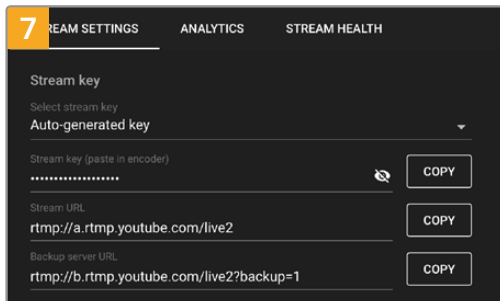 7
REAM SETTINGS ANALYTICS STREAM HEALTH
Stream key
Select stream key
Auto-generated key
Stream key (paste in encoder)
••••••••••••••••••• COPY
Stream URL
rtmp://a.rtmp.youtube.com/live2 COPY
Backup server URL
rtmp://b.rtmp.youtube.com/live2?backup=1 COPY